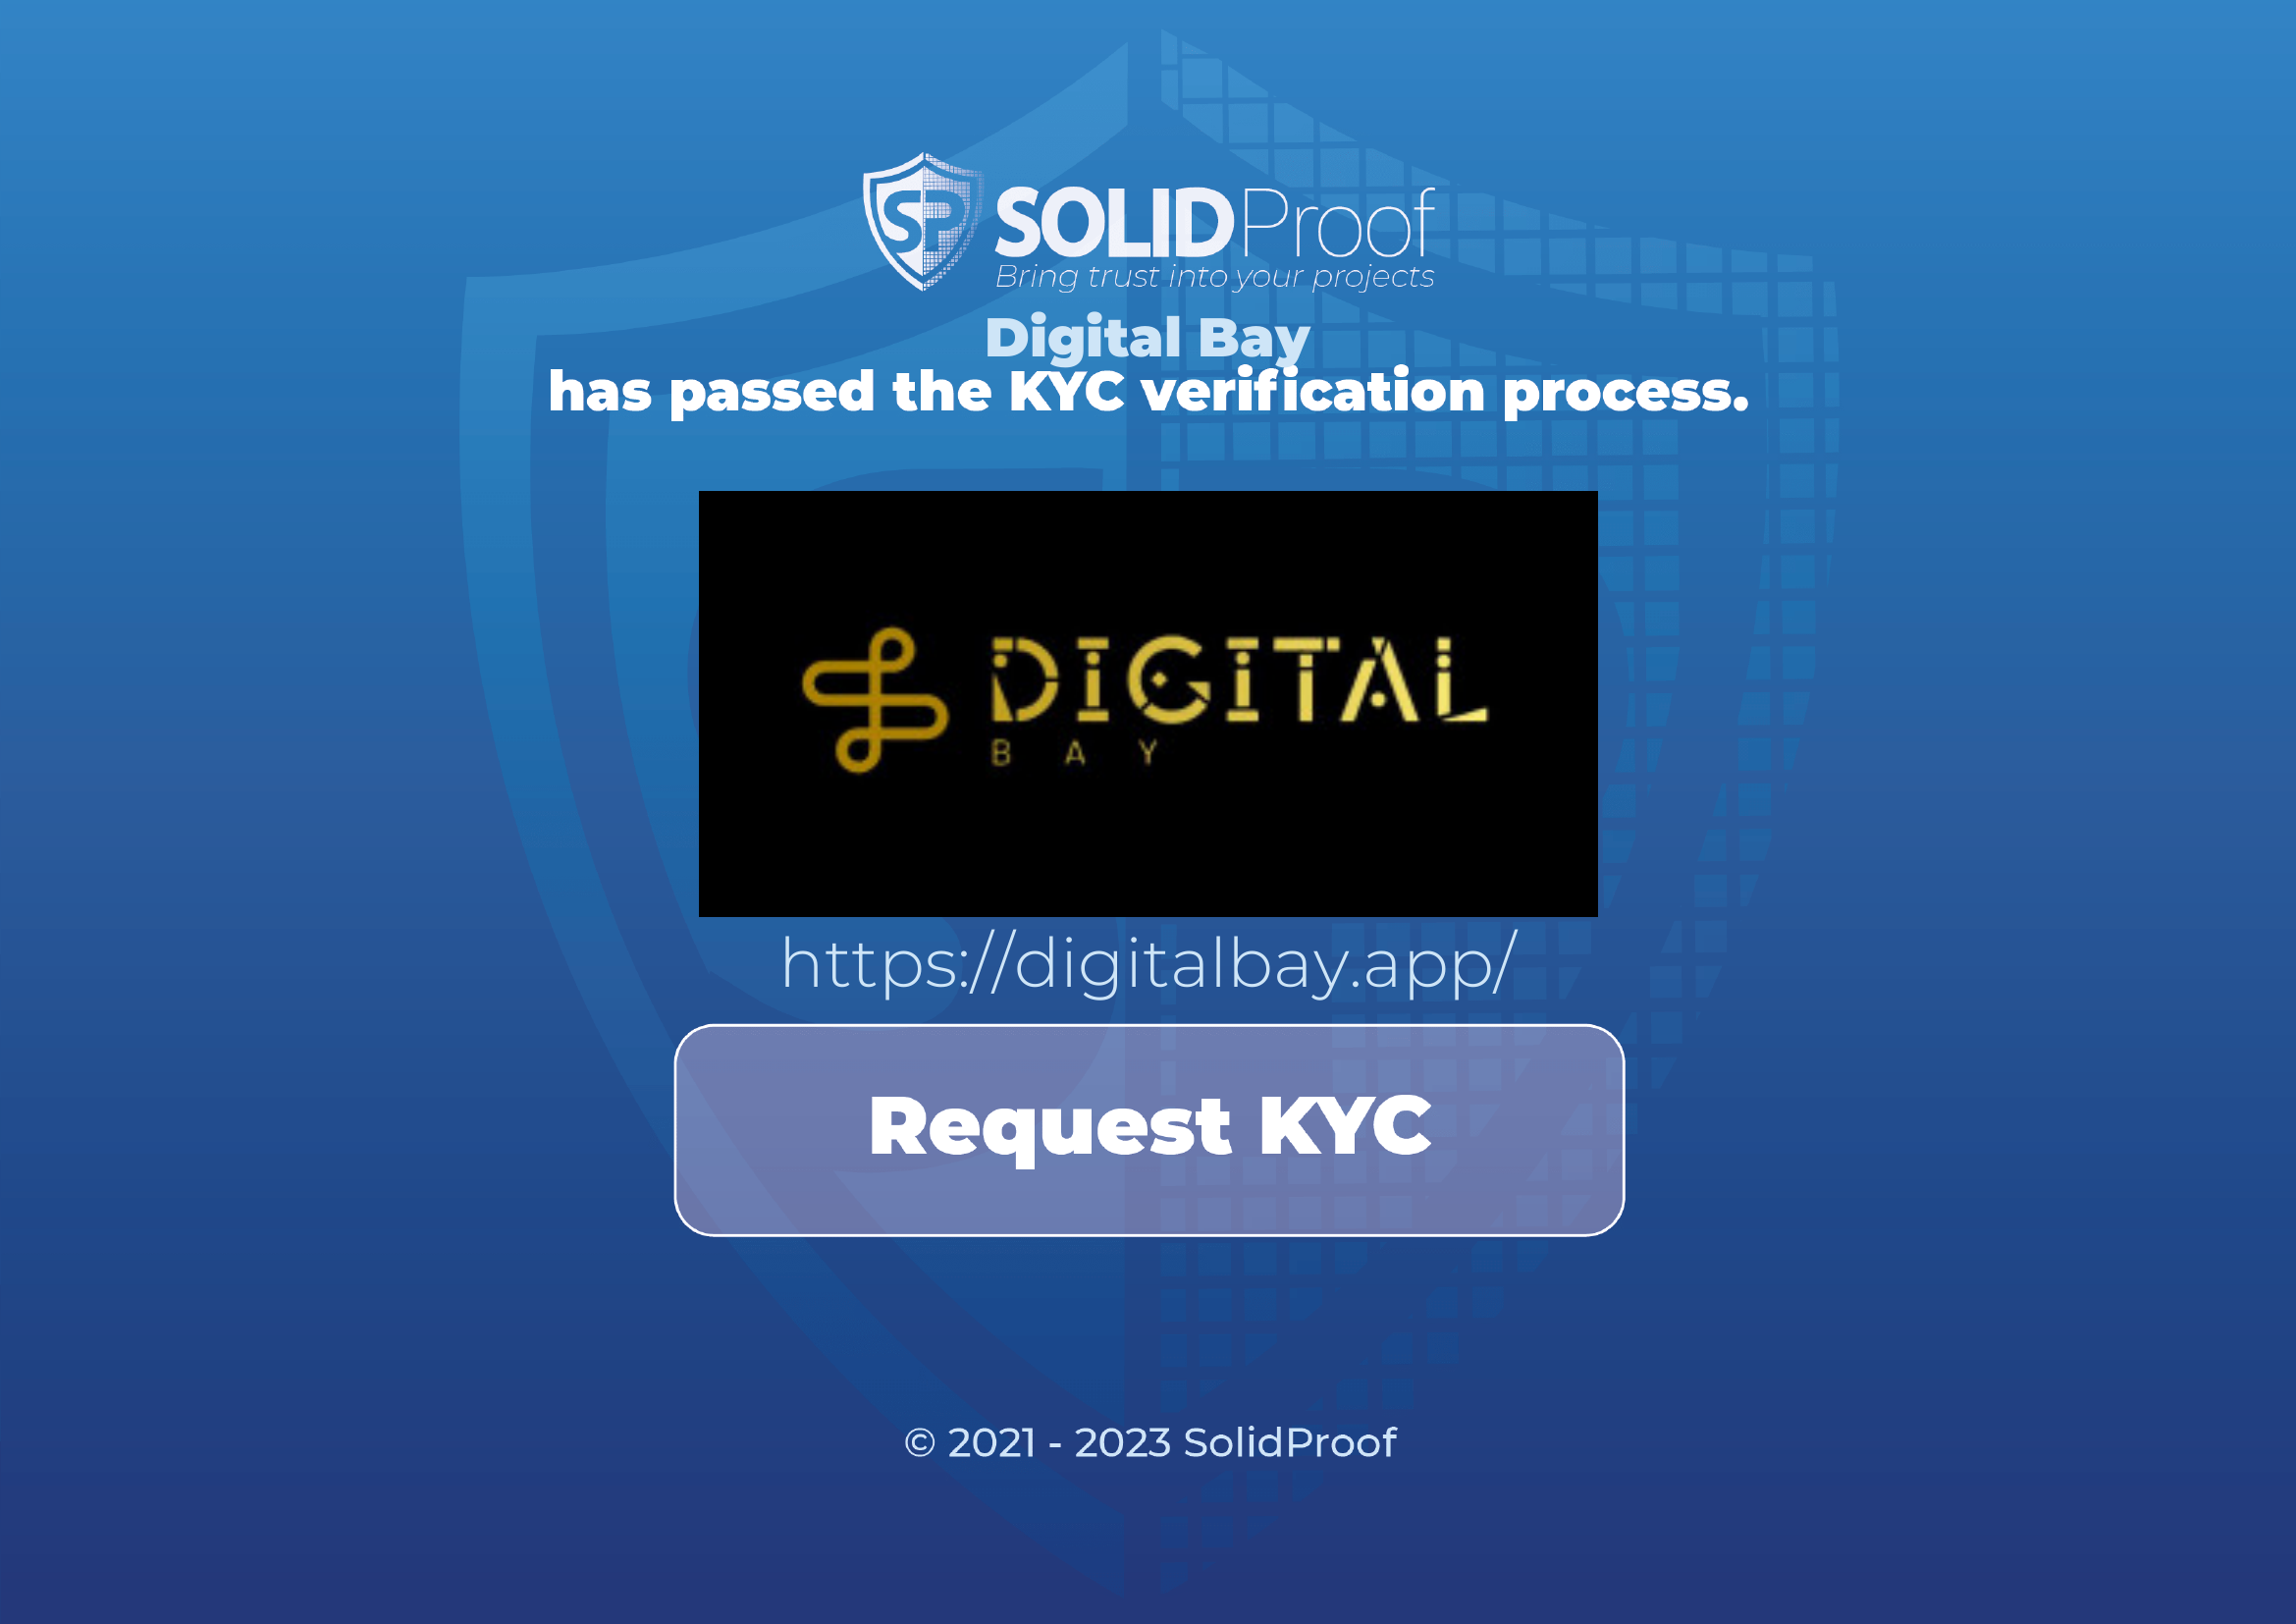 SP SOLIDProof
Bring trust into your projects
Digital Bay
has passed the KYC verification process.
DIGITAL
BAY
https://digitalbay.app/
Request KYC
© 2021 - 2023 SolidProof